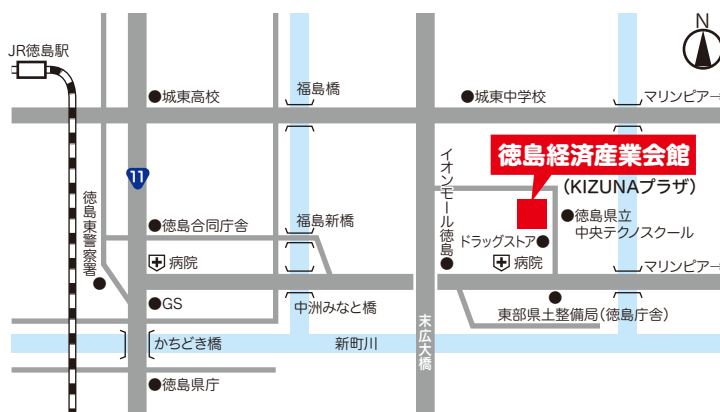 N
JR徳島駅
城東高校
福島橋
城東中学校
マリンピア→
徳島経済産業会館
(KIZUNAプラザ)
11
イオンモール徳島
徳島東警察署
徳島合同庁舎
福島新橋
徳島県立
中央テクノスクール
ドラッグストア
病院
病院
マリンピア→
GS
中洲みなと橋
東部県土整備局(徳島庁舎)
末広大橋
かちどき橋
新町川
徳島県庁